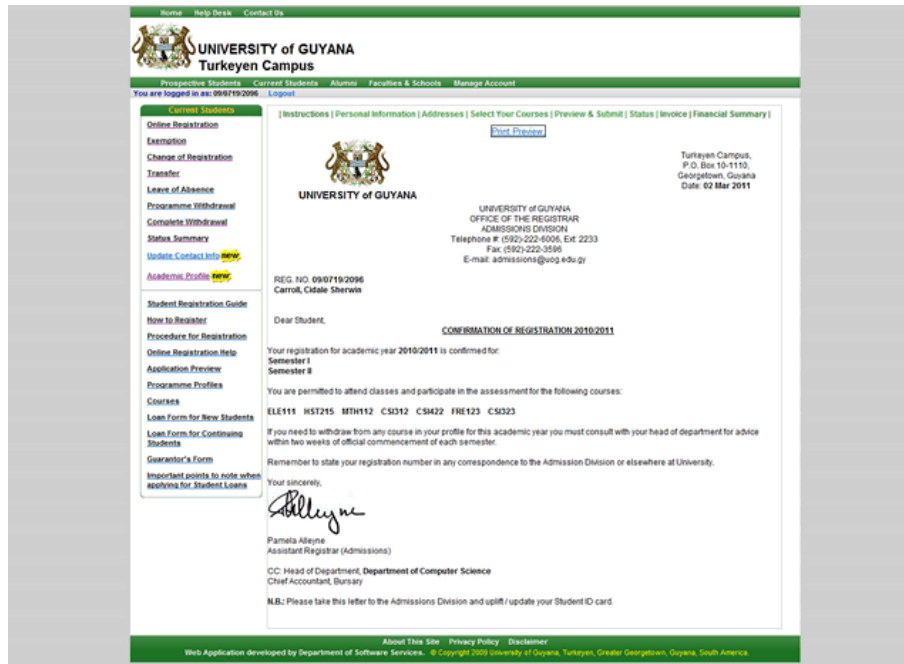 Home Help Desk Contact Us
UNIVERSITY of GUYANA
Turkeyen Campus
Prospective Students Current Students Alumni Faculties & Schools Manage Account
You are logged in as: 09/0719/2096 Logout
Current Students
Online Registration
Exemption
Change of Registration
Transfer
Leave of Absence
Programme Withdrawal
Complete Withdrawal
Status Summary
Update Contact Info new!
Academic Profile new!
Student Registration Guide
How to Register
Procedure for Registration
Online Registration Help
Application Preview
Programme Profiles
Courses
Loan Form for New Students
Loan Form for Continuing
Students
Guarantor's Form
Important points to note when
applying for Student Loans
| Instructions | Personal Information | Addresses | Select Your Courses | Preview & Submit | Status | Invoice | Financial Summary |
Print Preview
UNIVERSITY of GUYANA
Turkeyen Campus,
P.O. Box 10-1110,
Georgetown, Guyana
Date: 02 Mar 2011
UNIVERSITY of GUYANA
OFFICE OF THE REGISTRAR
ADMISSIONS DIVISION
Telephone #: (592)-222-6006, Ext: 2233
Fax: (592)-222-3596
E-mail: admissions@uog.edu.gy
REG. NO. 09/0719/2096
Carroll, Cidale Sherwin
Dear Student,
CONFIRMATION OF REGISTRATION 2010/2011
Your registration for academic year 2010/2011 is confirmed for:
Semester I
Semester II
You are permitted to attend classes and participate in the assessment for the following courses:
ELE111 HST215 MTH112 CSI312 CSI422 FRE123 CSI323
If you need to withdraw from any course in your profile for this academic year you must consult with your head of department for advice
within two weeks of official commencement of each semester.
Remember to state your registration number in any correspondence to the Admission Division or elsewhere at University.
Your sincerely,
PAlleyne
Pamela Alleyne
Assistant Registrar (Admissions)
CC: Head of Department, Department of Computer Science
Chief Accountant, Bursary
N.B.: Please take this letter to the Admissions Division and uplift / update your Student ID card.
About This Site Privacy Policy Disclaimer
Web Application developed by Department of Software Services. © Copyright 2009 University of Guyana, Turkeyen, Greater Georgetown, Guyana, South America.